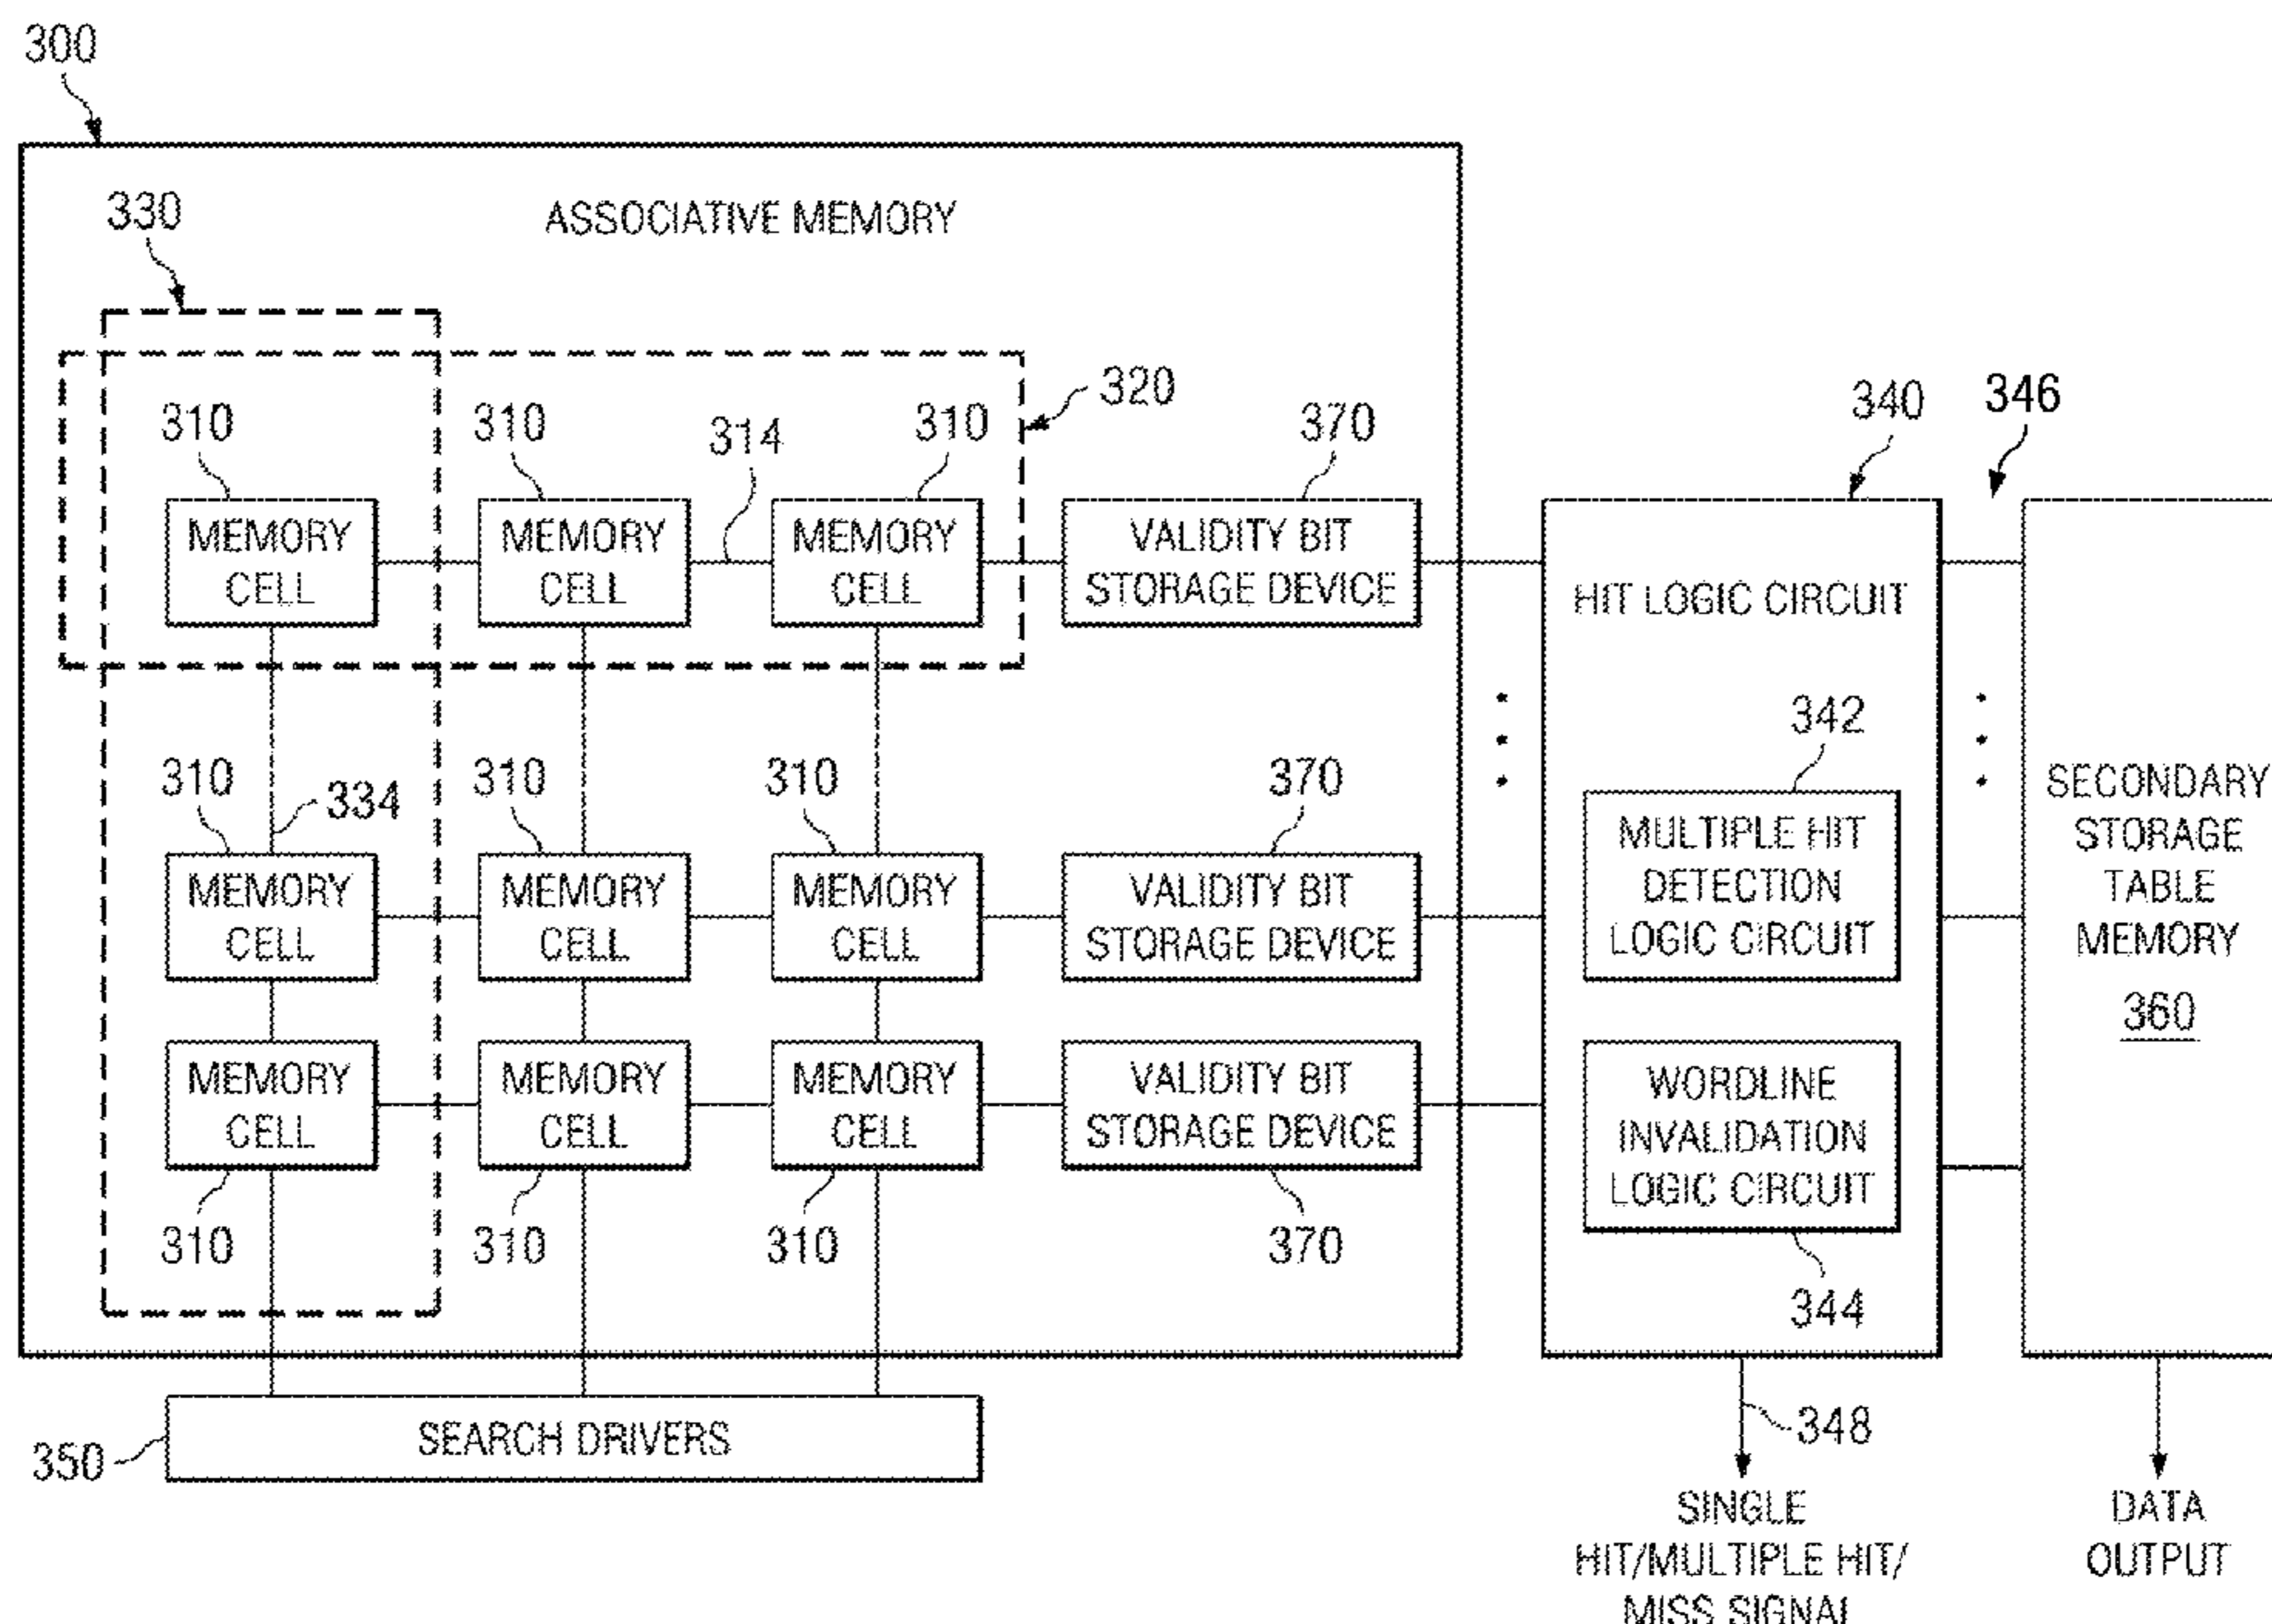 300
ASSOCIATIVE MEMORY
330
320
340
346
310
310
314
310
370
MEMORY
CELL
MEMORY
CELL
MEMORY
CELL
VALIDITY BIT
STORAGE DEVICE
HIT LOGIC CIRCUIT
342
310
334
310
310
370
MEMORY
CELL
MEMORY
CELL
MEMORY
CELL
VALIDITY BIT
STORAGE DEVICE
MULTIPLE HIT
DETECTION
LOGIC CIRCUIT
SECONDARY
STORAGE
TABLE
MEMORY
360
MEMORY
CELL
MEMORY
CELL
MEMORY
CELL
VALIDITY BIT
STORAGE DEVICE
WORDLINE
INVALIDATION
LOGIC CIRCUIT
310
310
310
370
344
350
SEARCH DRIVERS
348
SINGLE
HIT/MULTIPLE HIT/
MISS SIGNAL
DATA
OUTPUT